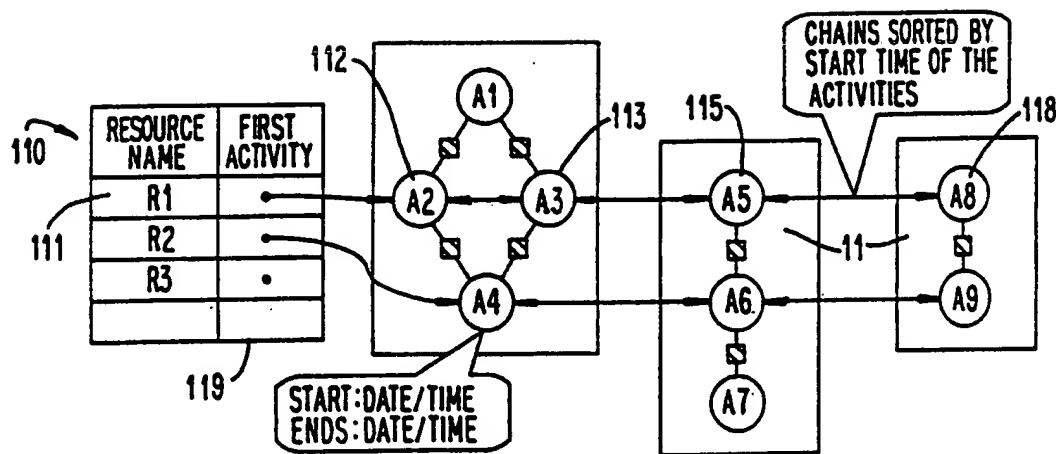 CHAINS SORTED BY
START TIME OF THE
ACTIVITIES
112
A1
113
115
118
110
RESOURCE
NAME
FIRST
ACTIVITY
R1
A2
A3
A5
A8
111
R2
11
R3
A4
A6
A9
119
START:DATE/TIME
ENDS:DATE/TIME
A7